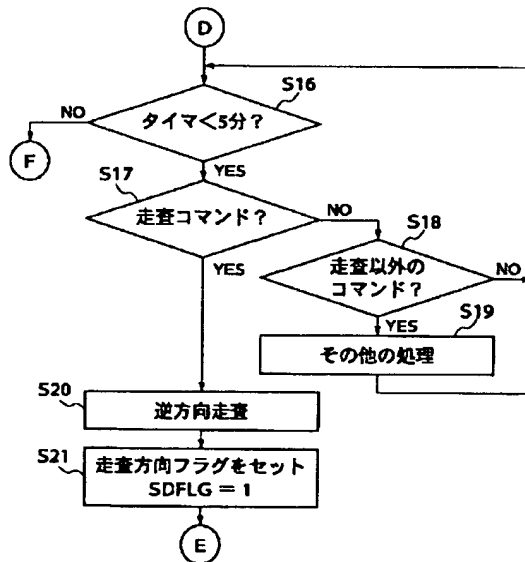 D
S16
タイマ<5分?
NO
F
YES
S17
走査コマンド?
NO
S18
走査以外の
コマンド?
NO
YES
YES
S19
その他の処理
S20
逆方向走査
S21
走査方向フラグをセット
SDFLG = 1
E